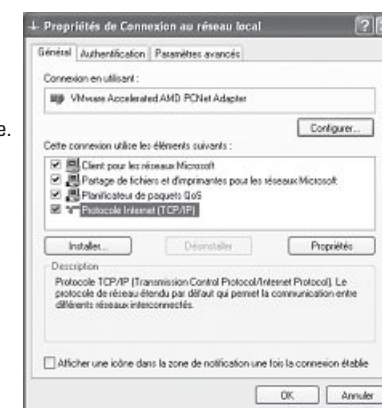 Propriétés de Connexion au réseau local
Général Authentification Paramètres avancés
Connexion en utilisant :
VMware Accelerated AMD PCNet Adapter
e.
Configurer...
Cette connexion utilise les éléments suivants :
Client pour les réseaux Microsoft
Partage de fichiers et d'imprimantes pour les réseaux Microsoft
Planificateur de paquets QoS
Protocole Internet (TCP/IP)
Installer... Désinstaller Propriétés
Description
Protocole TCP/IP (Transmission Control Protocol/Internet Protocol). Le
protocole de réseau étendu par défaut qui permet la communication entre
différents réseaux interconnectés.
Afficher une icône dans la zone de notification une fois la connexion établie
OK Annuler